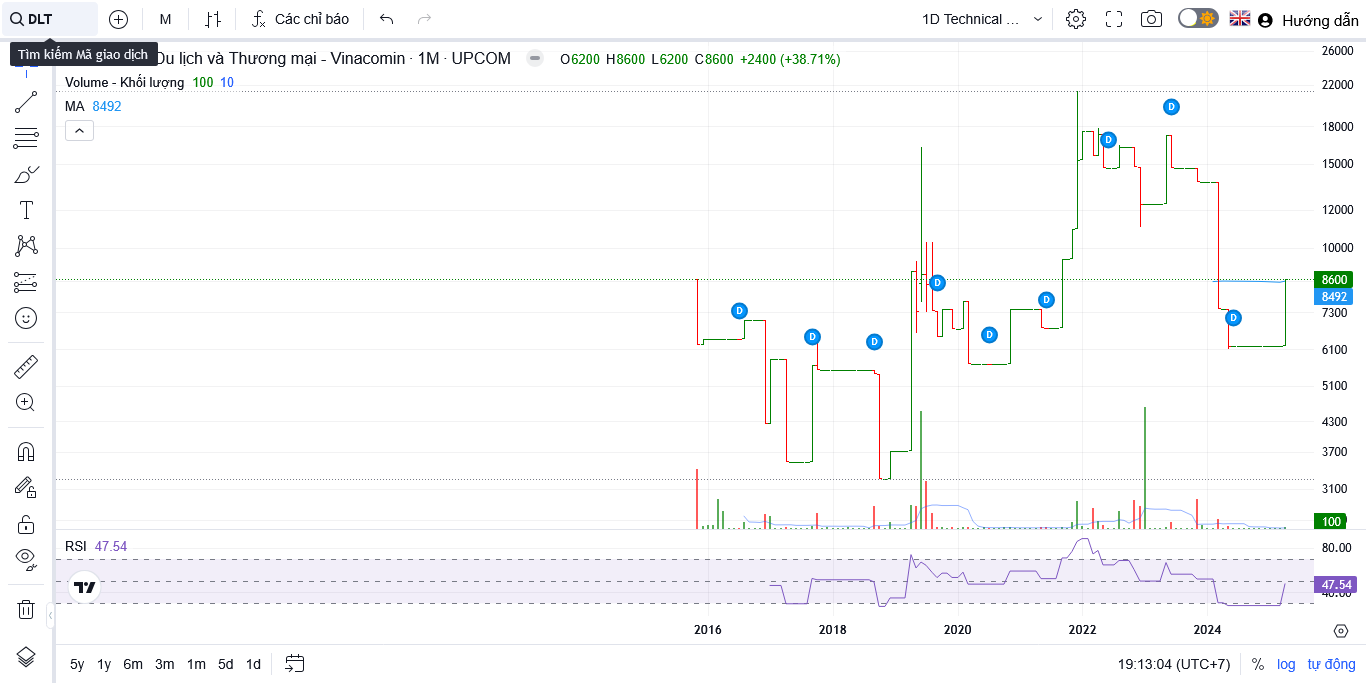 DLT
M
Các chỉ báo
1D Technical ...
Hướng dẫn
Tìm kiếm Mã giao dịch
Du lịch và Thương mại - Vinacomin · 1M · UPCOM
O6200 H8600 L6200 C8600 +2400 (+38.71%)
Volume - Khối lượng 100 10
MA 8492
26000
22000
18000
15000
12000
10000
8600
8492
7300
6100
5100
4300
3700
3100
100
D
D
D
D
D
D
D
D
D
RSI 47.54
80.00
47.54
40.00
2016
2018
2020
2022
2024
5y 1y 6m 3m 1m 5d 1d
19:13:04 (UTC+7)
% log tự động